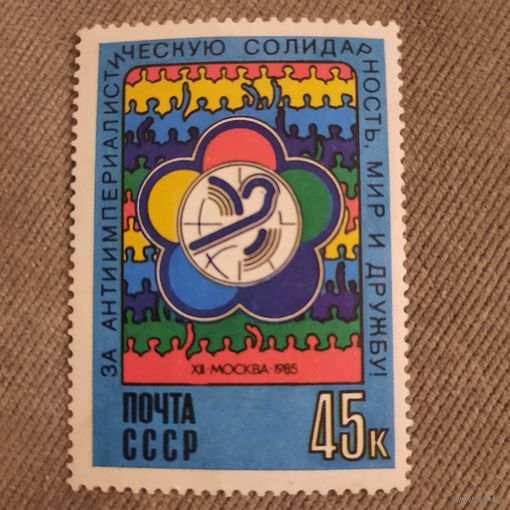 ЗА АНТИИМПЕРИАЛИСТИЧЕСКУЮ СОЛИДАРНОСТЬ, МИР И ДРУЖБУ!
XII·МОСКВА·1985
ПОЧТА
СССР
45к